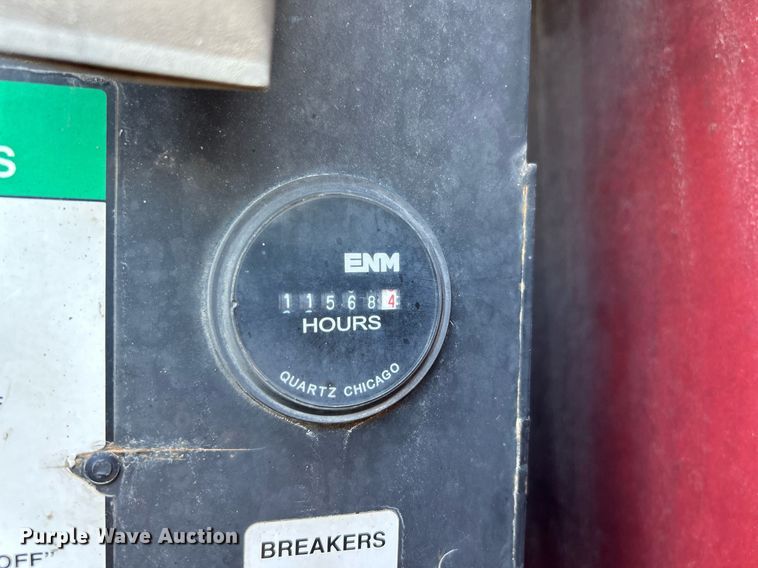 S
ENM
115684
HOURS
QUARTZ CHICAGO
BREAKERS
OFF"
Purple Wave Auction